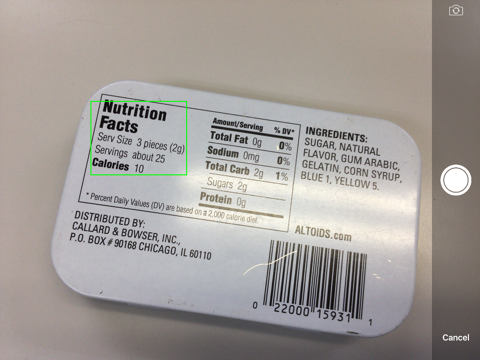 Nutrition
Facts
Serv Size 3 pieces (2g)
Servings about 25
Calories 10
Amount/Serving % DV*
Total Fat 0g 0%
Sodium 0mg 0%
Total Carb 2g 1%
Sugars 2g
Protein 0g
* Percent Daily Values (DV) are based on a 2,000 calorie diet.
INGREDIENTS:
SUGAR, NATURAL
FLAVOR, GUM ARABIC,
GELATIN, CORN SYRUP,
BLUE 1, YELLOW 5.
DISTRIBUTED BY:
CALLARD & BOWSER, INC.,
P.O. BOX # 90168 CHICAGO, IL 60110
ALTOIDS.com
0 22000 15931 1
Cancel